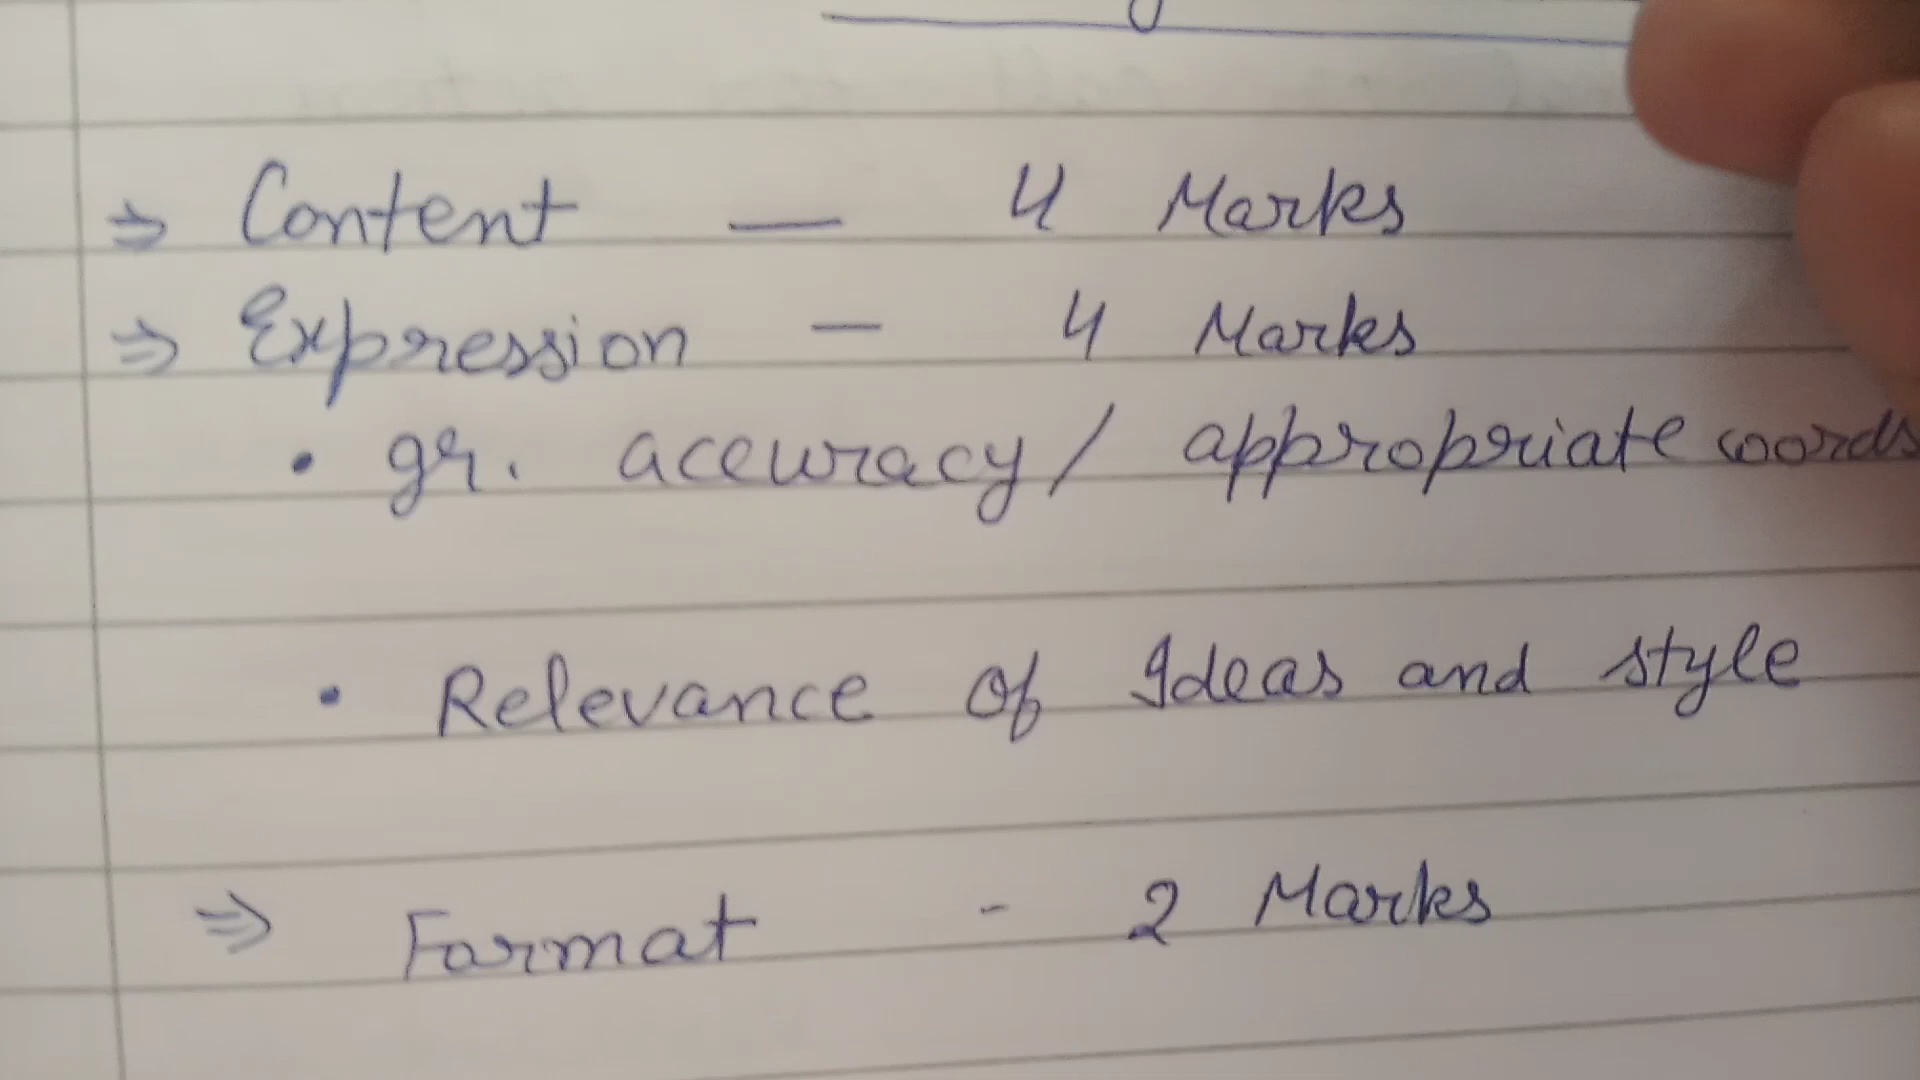 ⇒ Content — 4 Marks
⇒ Expression — 4 Marks
• gr. accuracy / appropriate words
• Relevance of Ideas and style
⇒ Format - 2 Marks